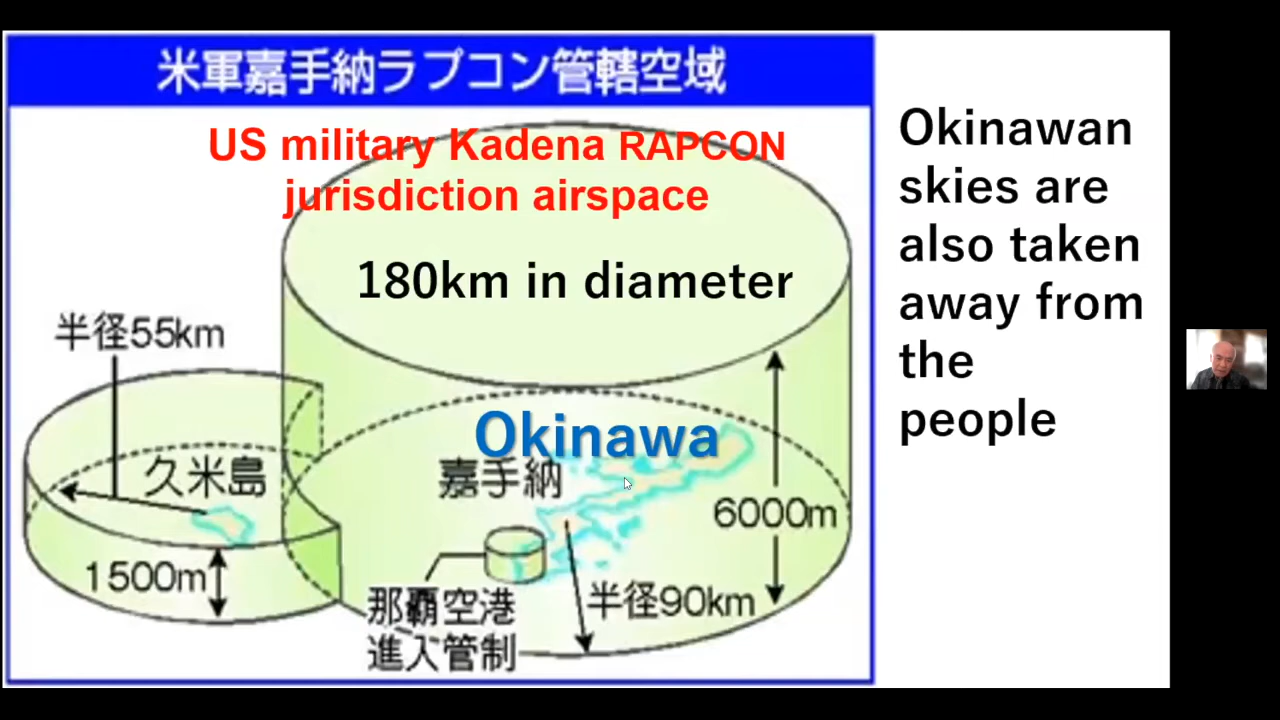 米軍嘉手納ラプコン管轄空域
US military Kadena RAPCON
jurisdiction airspace
180km in diameter
半径55km
久米島
1500m
Okinawa
嘉手納
6000m
半径90km
那覇空港
進入管制
Okinawan
skies are
also taken
away from
the
people